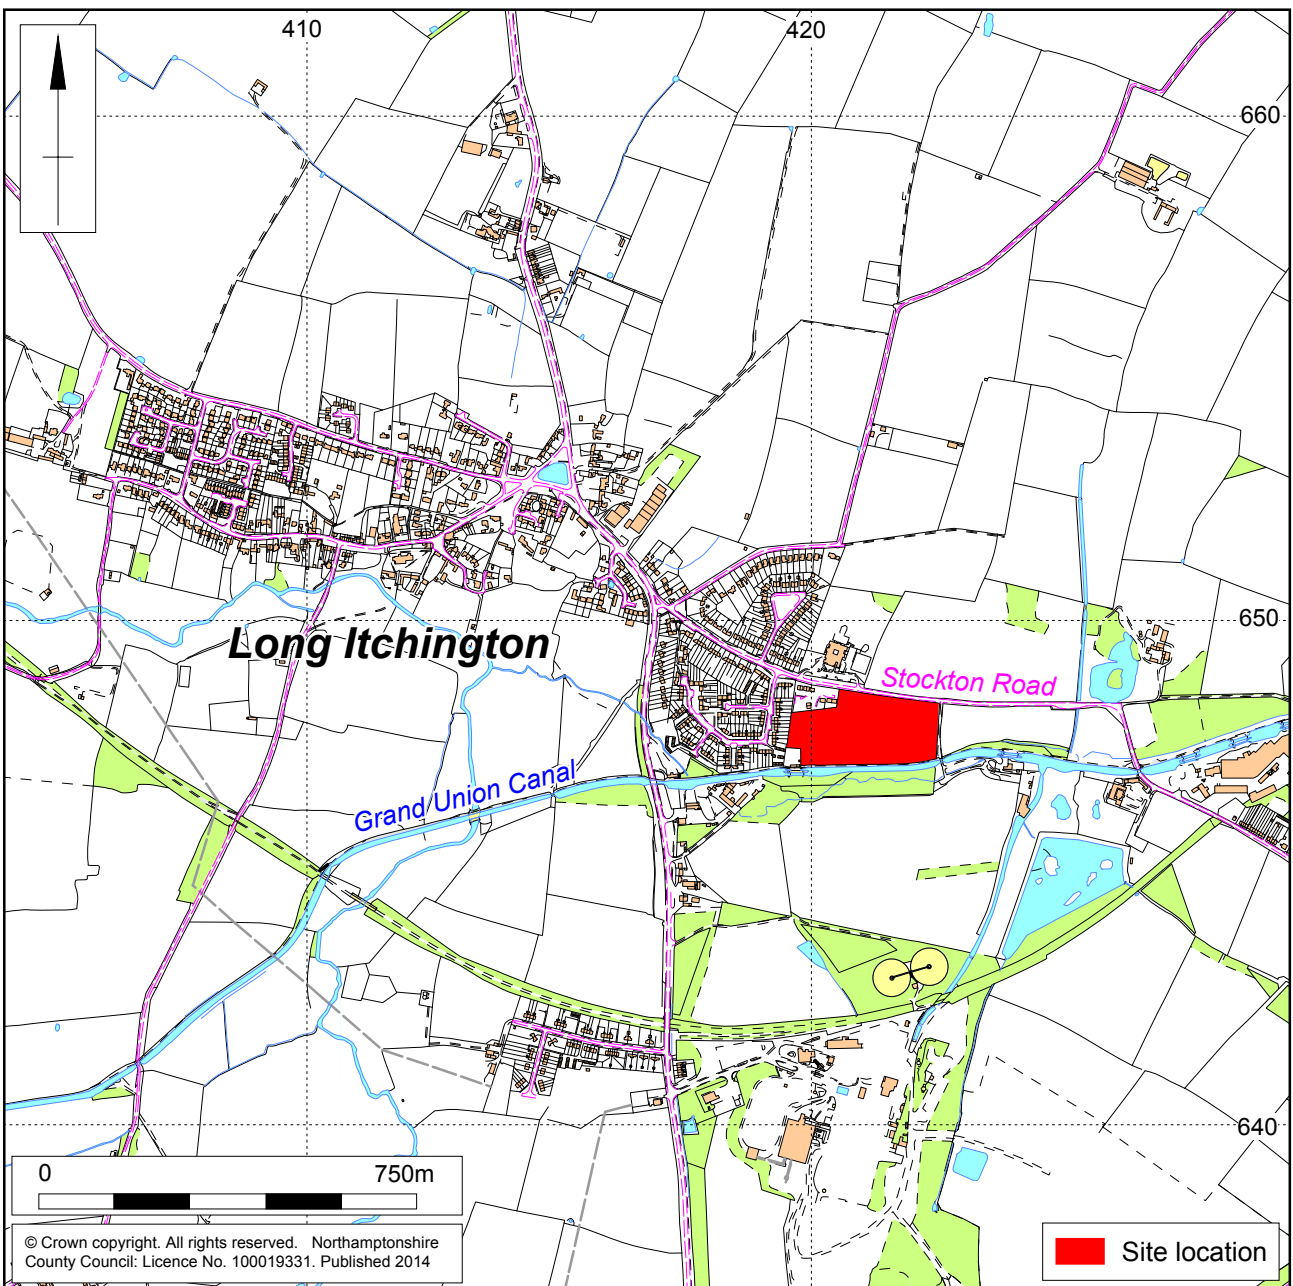 410
420
660
650
Long Itchington
Stockton Road
Grand Union Canal
640
0 750m
© Crown copyright. All rights reserved. Northamptonshire
County Council: Licence No. 100019331. Published 2014
Site location